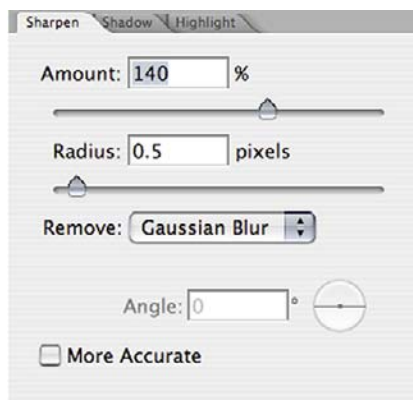 Sharpen Shadow Highlight
Amount: 140 %
Radius: 0.5 pixels
Remove: Gaussian Blur
Angle: 0 °
More Accurate